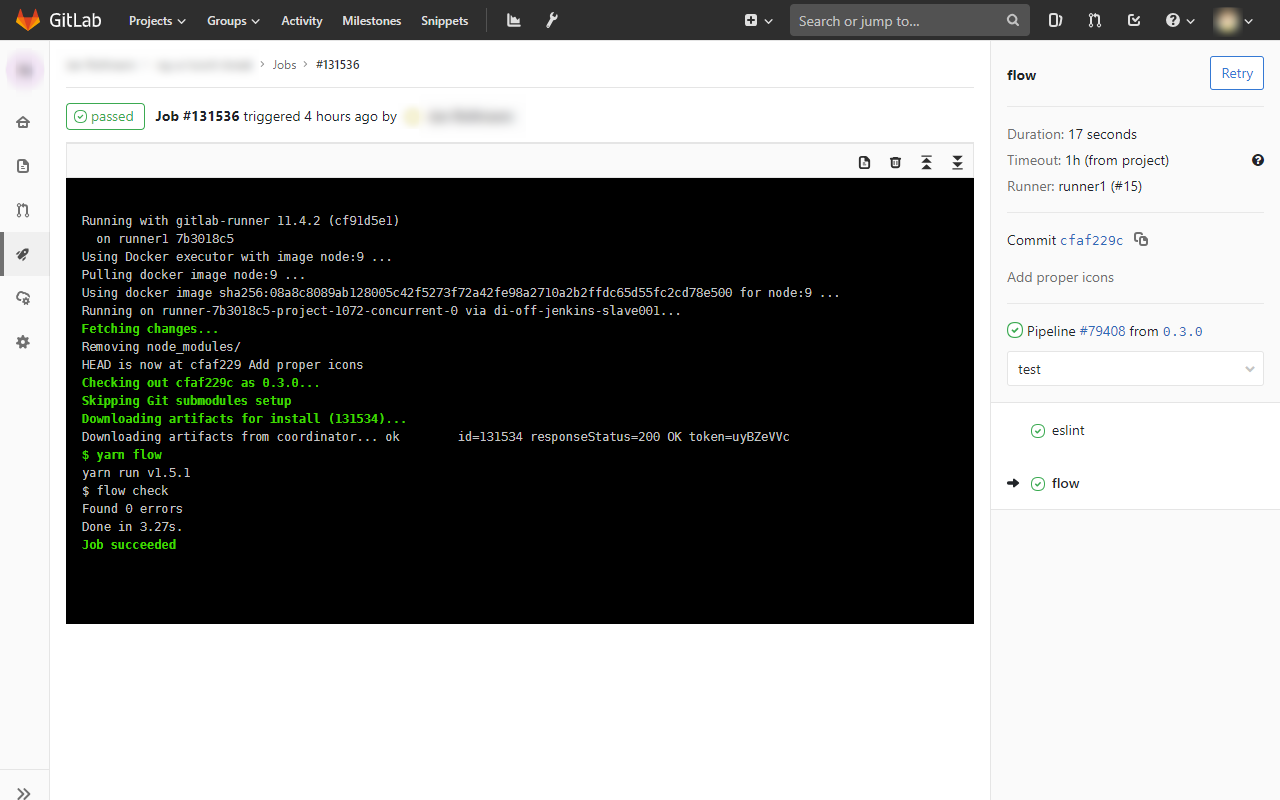 GitLab Projects Groups Activity Milestones Snippets Search or jump to...
Jobs > #131536
passed Job #131536 triggered 4 hours ago by
Running with gitlab-runner 11.4.2 (cf91d5e1)
on runner1 7b3018c5
Using Docker executor with image node:9 ...
Pulling docker image node:9 ...
Using docker image sha256:08a8c8089ab128005c42f5273f72a42fe98a2710a2b2ffdc65d55fc2cd78e500 for node:9 ...
Running on runner-7b3018c5-project-1072-concurrent-0 via di-off-jenkins-slave001...
Fetching changes...
Removing node_modules/
HEAD is now at cfaf229 Add proper icons
Checking out cfaf229c as 0.3.0...
Skipping Git submodules setup
Downloading artifacts for install (131534)...
Downloading artifacts from coordinator... ok        id=131534 responseStatus=200 OK token=uyBZeVVc
$ yarn flow
yarn run v1.5.1
$ flow check
Found 0 errors
Done in 3.27s.
Job succeeded
flow Retry
Duration: 17 seconds
Timeout: 1h (from project)
Runner: runner1 (#15)
Commit cfaf229c
Add proper icons
Pipeline #79408 from 0.3.0
test
eslint
flow